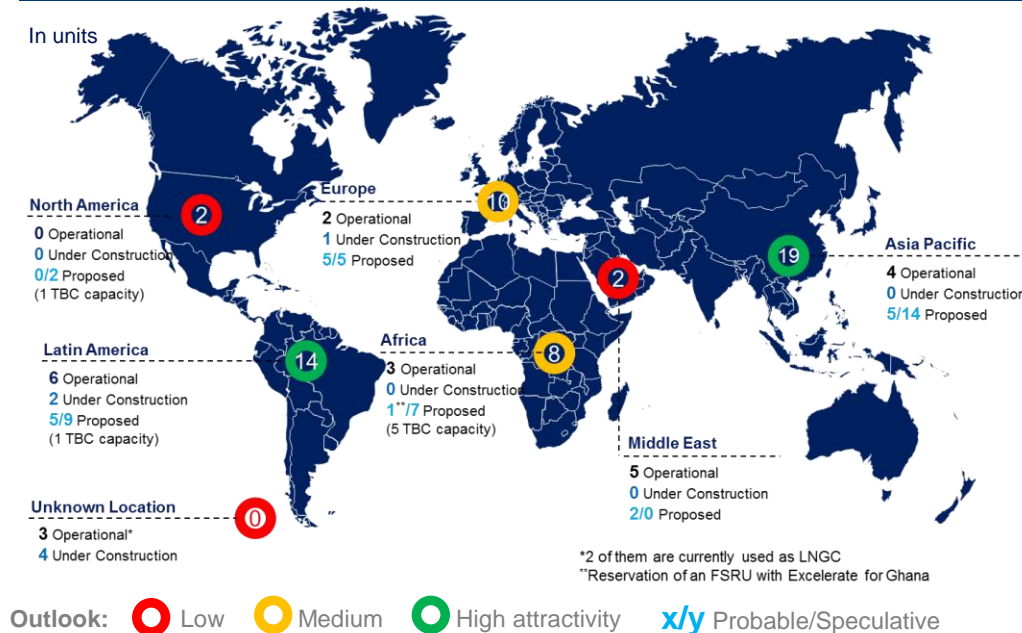 In units
North America
2
0 Operational
0 Under Construction
0/2 Proposed
(1 TBC capacity)
Europe
10
2 Operational
1 Under Construction
5/5 Proposed
Asia Pacific
19
4 Operational
0 Under Construction
5/14 Proposed
Latin America
14
6 Operational
2 Under Construction
5/9 Proposed
(1 TBC capacity)
Africa
8
3 Operational
0 Under Construction
1**/7 Proposed
(5 TBC capacity)
2
Middle East
5 Operational
0 Under Construction
2/0 Proposed
Unknown Location
0
3 Operational*
4 Under Construction
*2 of them are currently used as LNGC
**Reservation of an FSRU with Excelerate for Ghana
Outlook: Low Medium High attractivity x/y Probable/Speculative